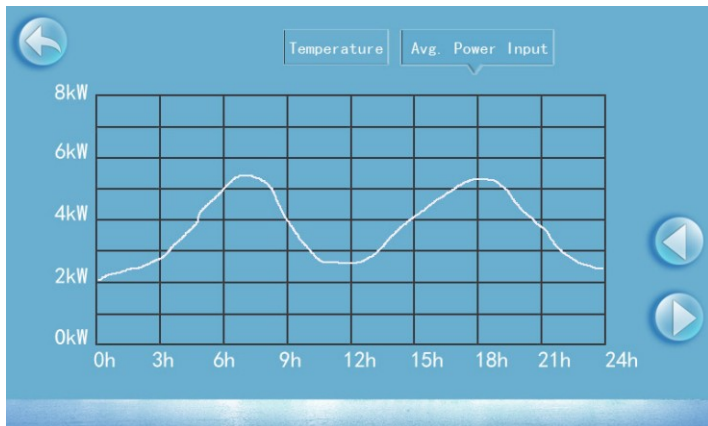 Temperature
Avg. Power Input
8kW
6kW
4kW
2kW
0kW
0h 3h 6h 9h 12h 15h 18h 21h 24h